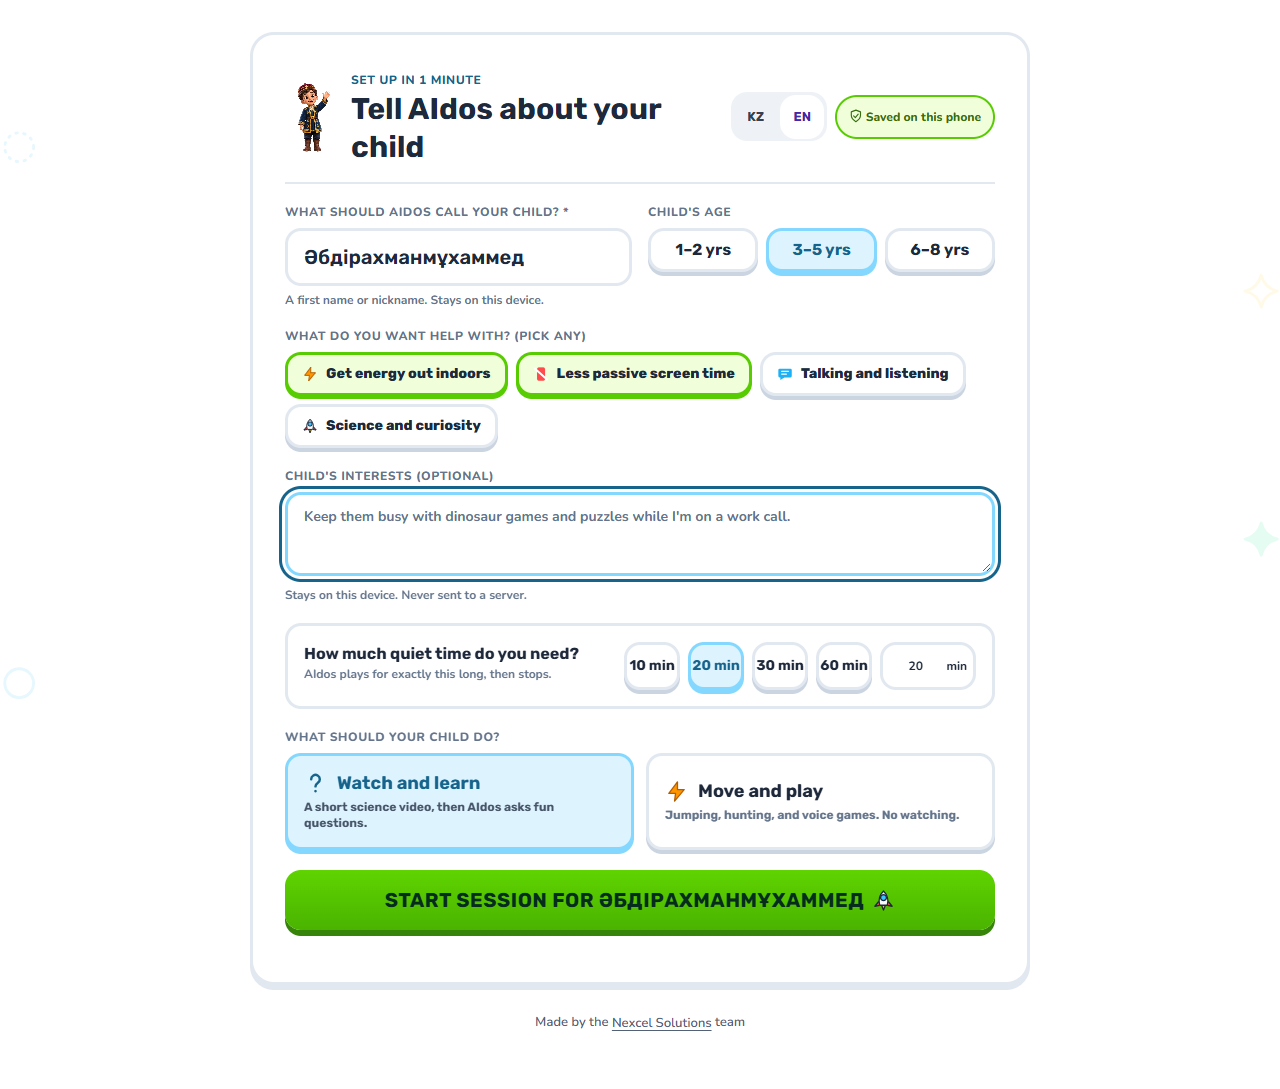 SET UP IN 1 MINUTE
Tell Aldos about your
child
KZ
EN
Saved on this phone
WHAT SHOULD AIDOS CALL YOUR CHILD? *
Әбдірахманмұхаммед
A first name or nickname. Stays on this device.
CHILD'S AGE
1–2 yrs
3–5 yrs
6–8 yrs
WHAT DO YOU WANT HELP WITH? (PICK ANY)
Get energy out indoors
Less passive screen time
Talking and listening
Science and curiosity
CHILD'S INTERESTS (OPTIONAL)
Keep them busy with dinosaur games and puzzles while I'm on a work call.
Stays on this device. Never sent to a server.
How much quiet time do you need?
Aldos plays for exactly this long, then stops.
10 min
20 min
30 min
60 min
20 min
WHAT SHOULD YOUR CHILD DO?
Watch and learn
A short science video, then Aldos asks fun
questions.
Move and play
Jumping, hunting, and voice games. No watching.
START SESSION FOR ӘБДІРАХМАНМҰХАММЕД
Made by the Nexcel Solutions team